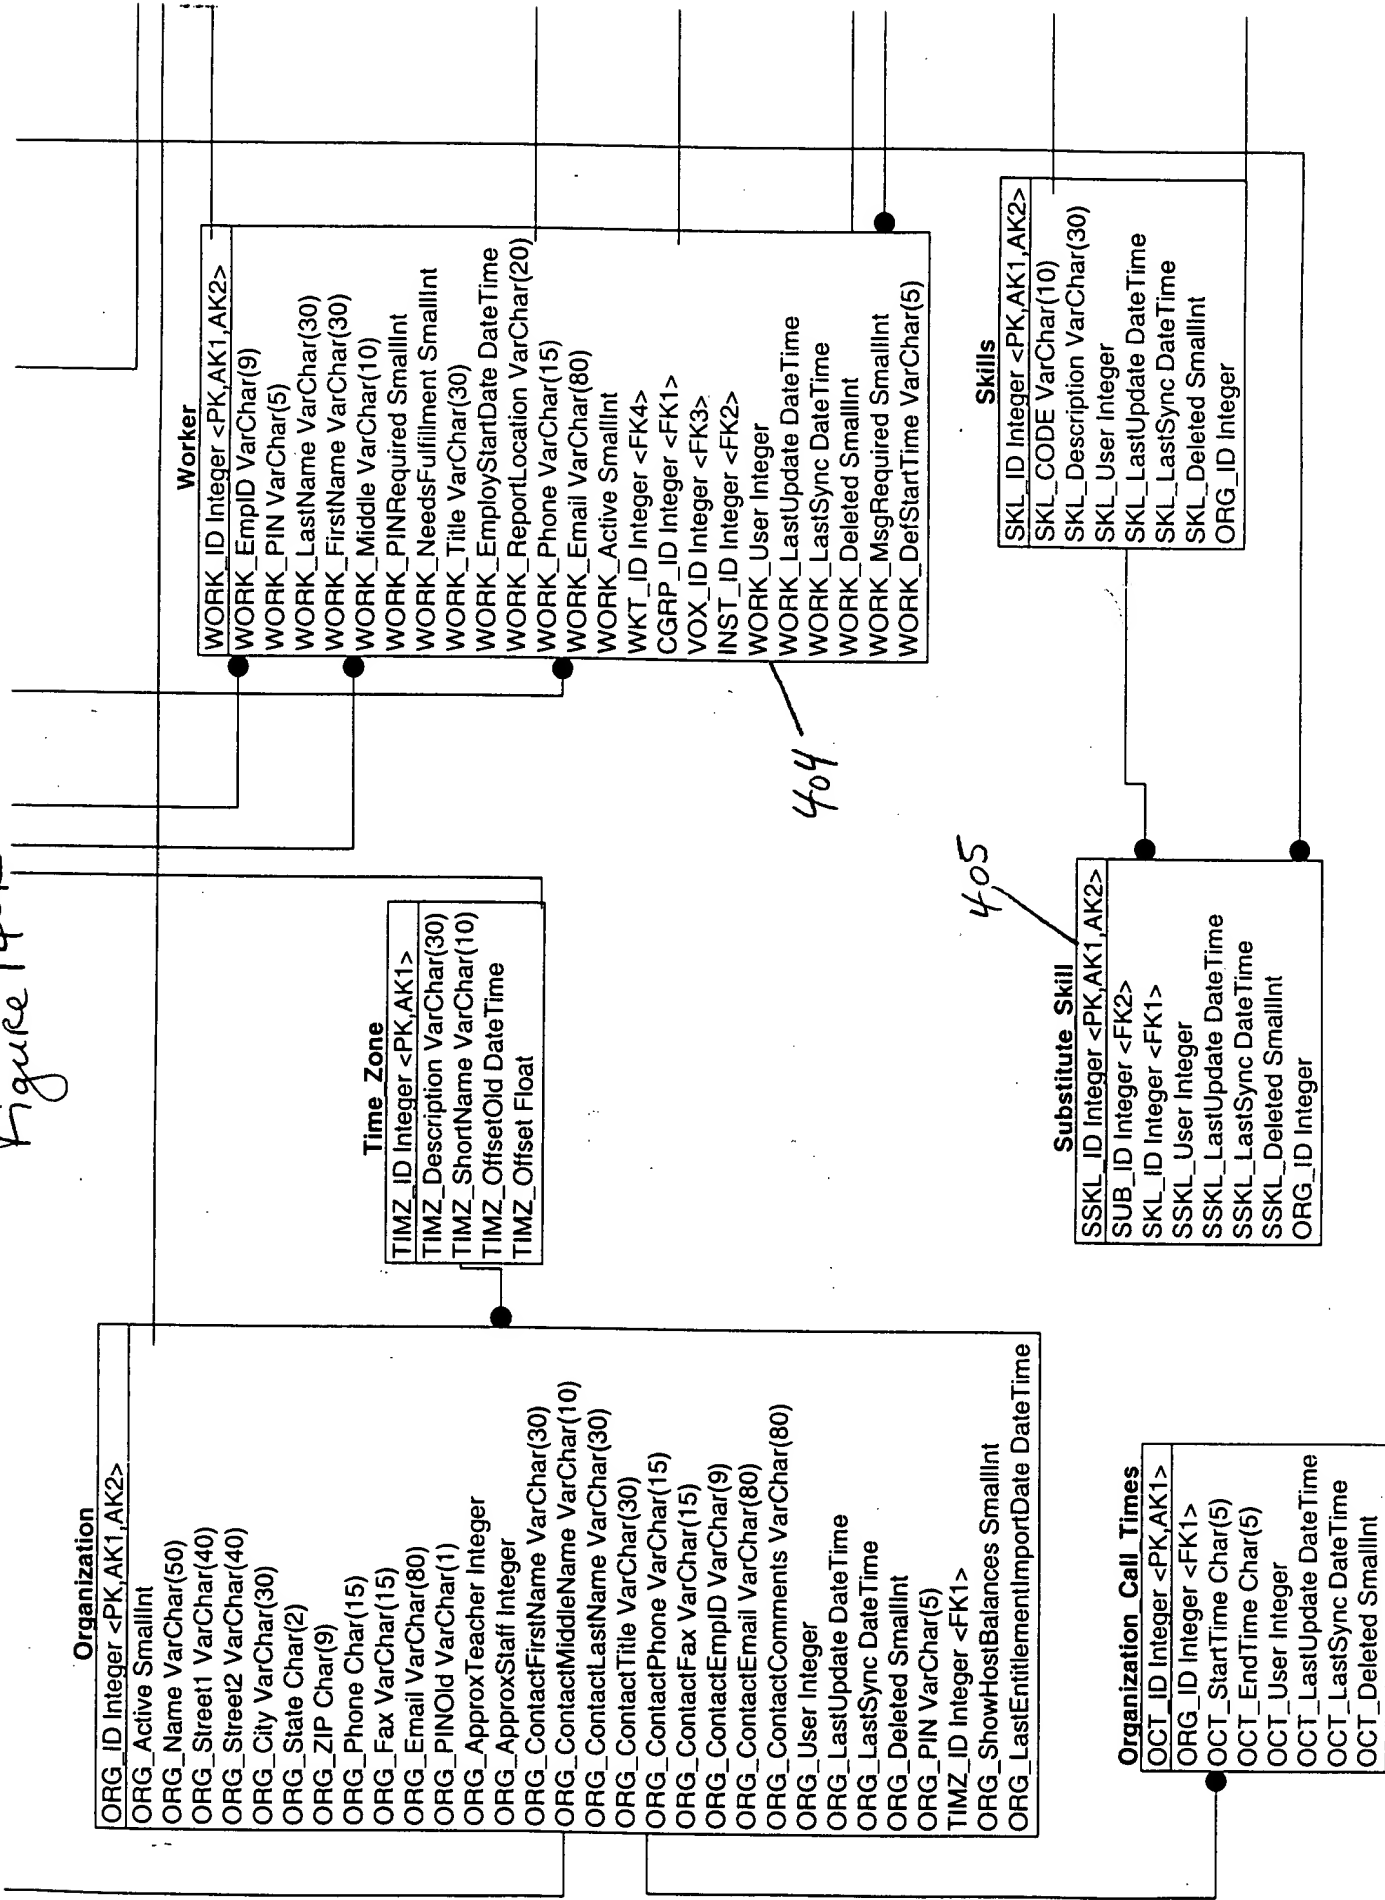 Figure 14
Organization
ORG_ID Integer <PK,AK1,AK2>
ORG_Active SmallInt
ORG_Name VarChar(50)
ORG_Street1 VarChar(40)
ORG_Street2 VarChar(40)
ORG_City VarChar(30)
ORG_State Char(2)
ORG_ZIP Char(9)
ORG_Phone Char(15)
ORG_Fax VarChar(15)
ORG_Email VarChar(80)
ORG_PINOld VarChar(1)
ORG_ApproxTeacher Integer
ORG_ApproxStaff Integer
ORG_ContactFirstName VarChar(30)
ORG_ContactMiddleName VarChar(10)
ORG_ContactLastName VarChar(30)
ORG_ContactTitle VarChar(30)
ORG_ContactPhone VarChar(15)
ORG_ContactFax VarChar(15)
ORG_ContactEmpID VarChar(9)
ORG_ContactEmail VarChar(80)
ORG_ContactComments VarChar(80)
ORG_User Integer
ORG_LastUpdate DateTime
ORG_LastSync DateTime
ORG_Deleted SmallInt
ORG_PIN VarChar(5)
TIMZ_ID Integer <FK1>
ORG_ShowHostBalances SmallInt
ORG_LastEntitlementImportDate DateTime
Time Zone
TIMZ_ID Integer <PK,AK1>
TIMZ_Description VarChar(30)
TIMZ_ShortName VarChar(10)
TIMZ_OffsetOld DateTime
TIMZ_Offset Float
Worker
WORK_ID Integer <PK,AK1,AK2>
WORK_EmpID VarChar(9)
WORK_PIN VarChar(5)
WORK_LastName VarChar(30)
WORK_FirstName VarChar(30)
WORK_Middle VarChar(10)
WORK_PINRequired SmallInt
WORK_NeedsFulfillment SmallInt
WORK_Title VarChar(30)
WORK_EmployStartDate DateTime
WORK_ReportLocation VarChar(20)
WORK_Phone VarChar(15)
WORK_Email VarChar(80)
WORK_Active SmallInt
WKT_ID Integer <FK4>
CGRP_ID Integer <FK1>
VOX_ID Integer <FK3>
INST_ID Integer <FK2>
WORK_User Integer
WORK_LastUpdate DateTime
WORK_LastSync DateTime
WORK_Deleted SmallInt
WORK_MsgRequired SmallInt
WORK_DefStartTime VarChar(5)
404
Organization Call Times
OCT_ID Integer <PK,AK1>
ORG_ID Integer <FK1>
OCT_StartTime Char(5)
OCT_EndTime Char(5)
OCT_User Integer
OCT_LastUpdate DateTime
OCT_LastSync DateTime
OCT_Deleted SmallInt
405
Substitute Skill
SSKL_ID Integer <PK,AK1,AK2>
SUB_ID Integer <FK2>
SKL_ID Integer <FK1>
SSKL_User Integer
SSKL_LastUpdate DateTime
SSKL_LastSync DateTime
SSKL_Deleted SmallInt
ORG_ID Integer
Skills
SKL_ID Integer <PK,AK1,AK2>
SKL_CODE VarChar(10)
SKL_Description VarChar(30)
SKL_User Integer
SKL_LastUpdate DateTime
SKL_LastSync DateTime
SKL_Deleted SmallInt
ORG_ID Integer